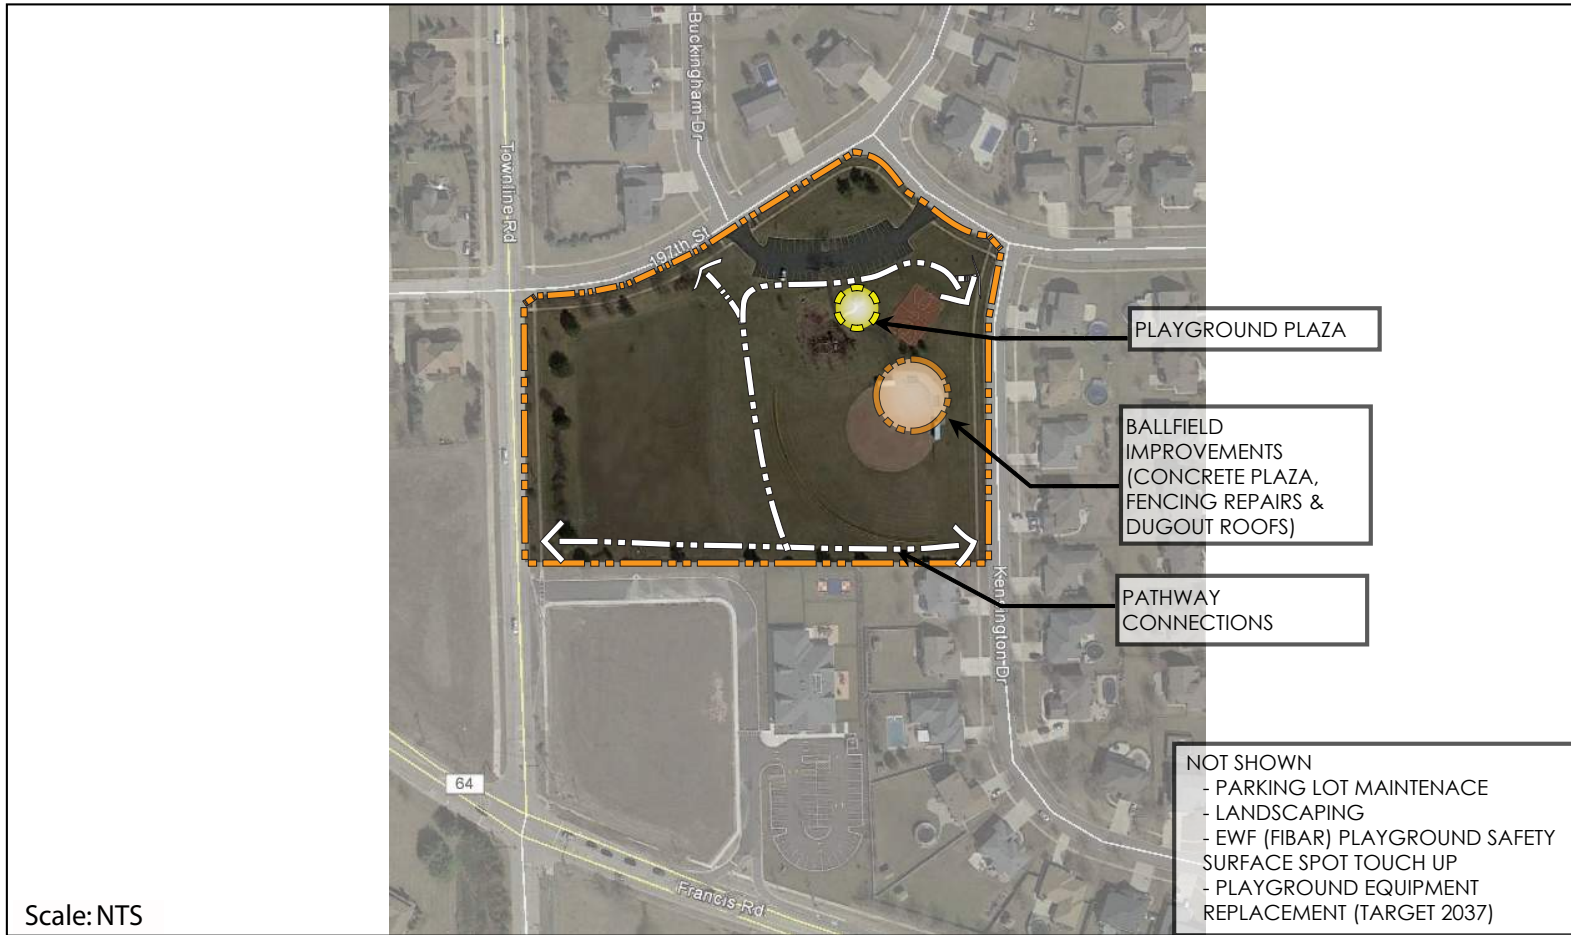 Buckingham Dr
Townline Rd
197th St
PLAYGROUND PLAZA
BALLFIELD
IMPROVEMENTS
(CONCRETE PLAZA,
FENCING REPAIRS &
DUGOUT ROOFS)
PATHWAY
CONNECTIONS
Kensington Dr
64
Francis Rd
NOT SHOWN
- PARKING LOT MAINTENACE
- LANDSCAPING
- EWF (FIBAR) PLAYGROUND SAFETY
SURFACE SPOT TOUCH UP
- PLAYGROUND EQUIPMENT
REPLACEMENT (TARGET 2037)
Scale: NTS